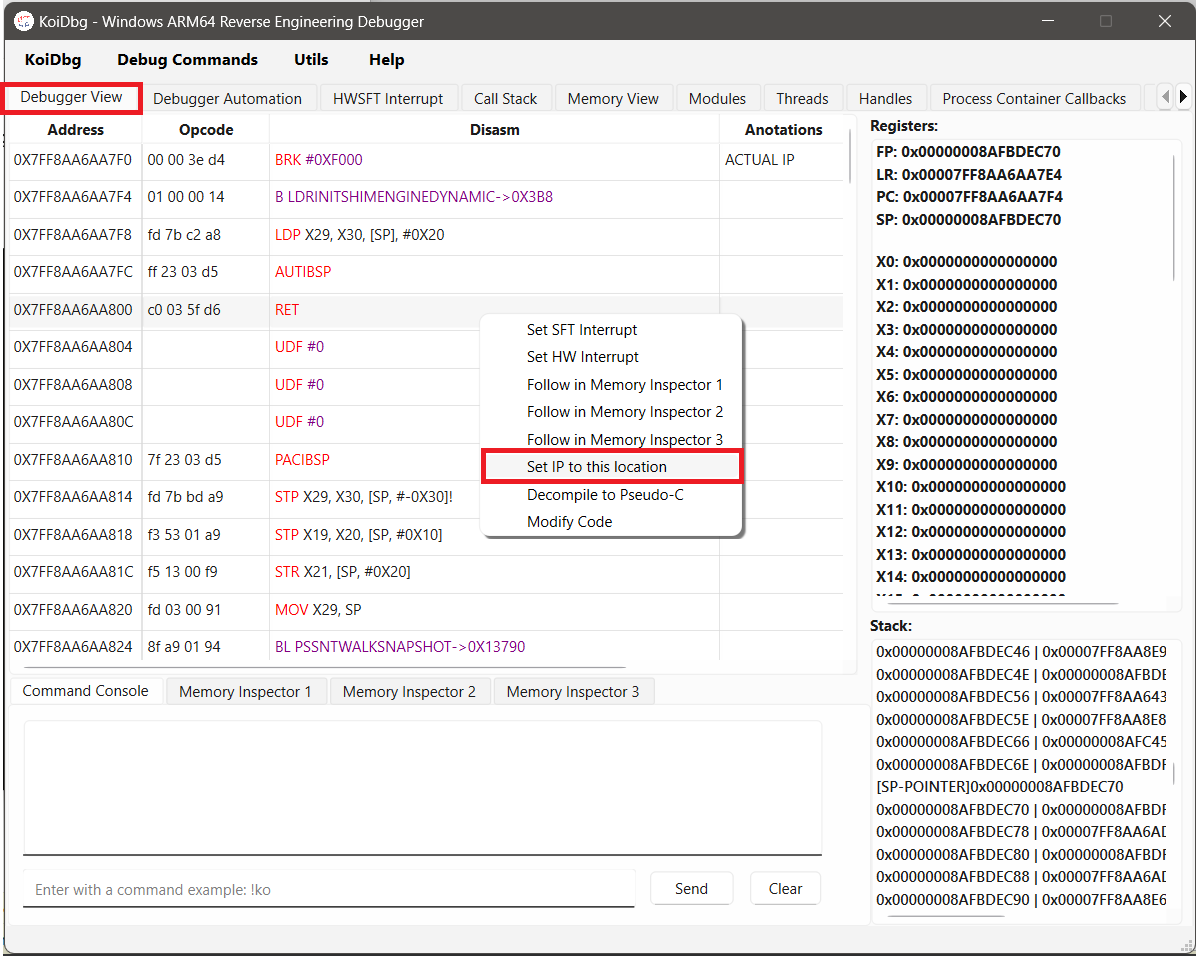 KoiDbg - Windows ARM64 Reverse Engineering Debugger
KoiDbg Debug Commands Utils Help
Debugger View Debugger Automation HWSFT Interrupt Call Stack Memory View Modules Threads Handles Process Container Callbacks
Address Opcode Disasm Anotations
0X7FF8AA6AA7F0 00 00 3e d4 BRK #0XF000 ACTUAL IP
0X7FF8AA6AA7F4 01 00 00 14 B LDRINITSHIMENGINEDYNAMIC->0X3B8
0X7FF8AA6AA7F8 fd 7b c2 a8 LDP X29, X30, [SP], #0X20
0X7FF8AA6AA7FC ff 23 03 d5 AUTIBSP
0X7FF8AA6AA800 c0 03 5f d6 RET
0X7FF8AA6AA804 UDF #0
0X7FF8AA6AA808 UDF #0
0X7FF8AA6AA80C UDF #0
0X7FF8AA6AA810 7f 23 03 d5 PACIBSP
0X7FF8AA6AA814 fd 7b bd a9 STP X29, X30, [SP, #-0X30]!
0X7FF8AA6AA818 f3 53 01 a9 STP X19, X20, [SP, #0X10]
0X7FF8AA6AA81C f5 13 00 f9 STR X21, [SP, #0X20]
0X7FF8AA6AA820 fd 03 00 91 MOV X29, SP
0X7FF8AA6AA824 8f a9 01 94 BL PSSNTWALKSNAPSHOT->0X13790
Set SFT Interrupt
Set HW Interrupt
Follow in Memory Inspector 1
Follow in Memory Inspector 2
Follow in Memory Inspector 3
Set IP to this location
Decompile to Pseudo-C
Modify Code
Registers:
FP: 0x00000008AFBDEC70
LR: 0x00007FF8AA6AA7E4
PC: 0x00007FF8AA6AA7F4
SP: 0x00000008AFBDEC70
X0: 0x0000000000000000
X1: 0x0000000000000000
X2: 0x0000000000000000
X3: 0x0000000000000000
X4: 0x0000000000000000
X5: 0x0000000000000000
X6: 0x0000000000000000
X7: 0x0000000000000000
X8: 0x0000000000000000
X9: 0x0000000000000000
X10: 0x0000000000000000
X11: 0x0000000000000000
X12: 0x0000000000000000
X13: 0x0000000000000000
X14: 0x0000000000000000
Stack:
0x00000008AFBDEC46 | 0x00007FF8AA8E9
0x00000008AFBDEC4E | 0x00000008AFBDE
0x00000008AFBDEC56 | 0x00007FF8AA643
0x00000008AFBDEC5E | 0x00007FF8AA8E8
0x00000008AFBDEC66 | 0x00000008AFC45
0x00000008AFBDEC6E | 0x00000008AFBDF
[SP-POINTER]0x00000008AFBDEC70
0x00000008AFBDEC70 | 0x00000008AFBDF
0x00000008AFBDEC78 | 0x00007FF8AA6AD
0x00000008AFBDEC80 | 0x00000008AFBDF
0x00000008AFBDEC88 | 0x00007FF8AA6AD
0x00000008AFBDEC90 | 0x00007FF8AA8E6
Command Console Memory Inspector 1 Memory Inspector 2 Memory Inspector 3
Enter with a command example: !ko
Send Clear